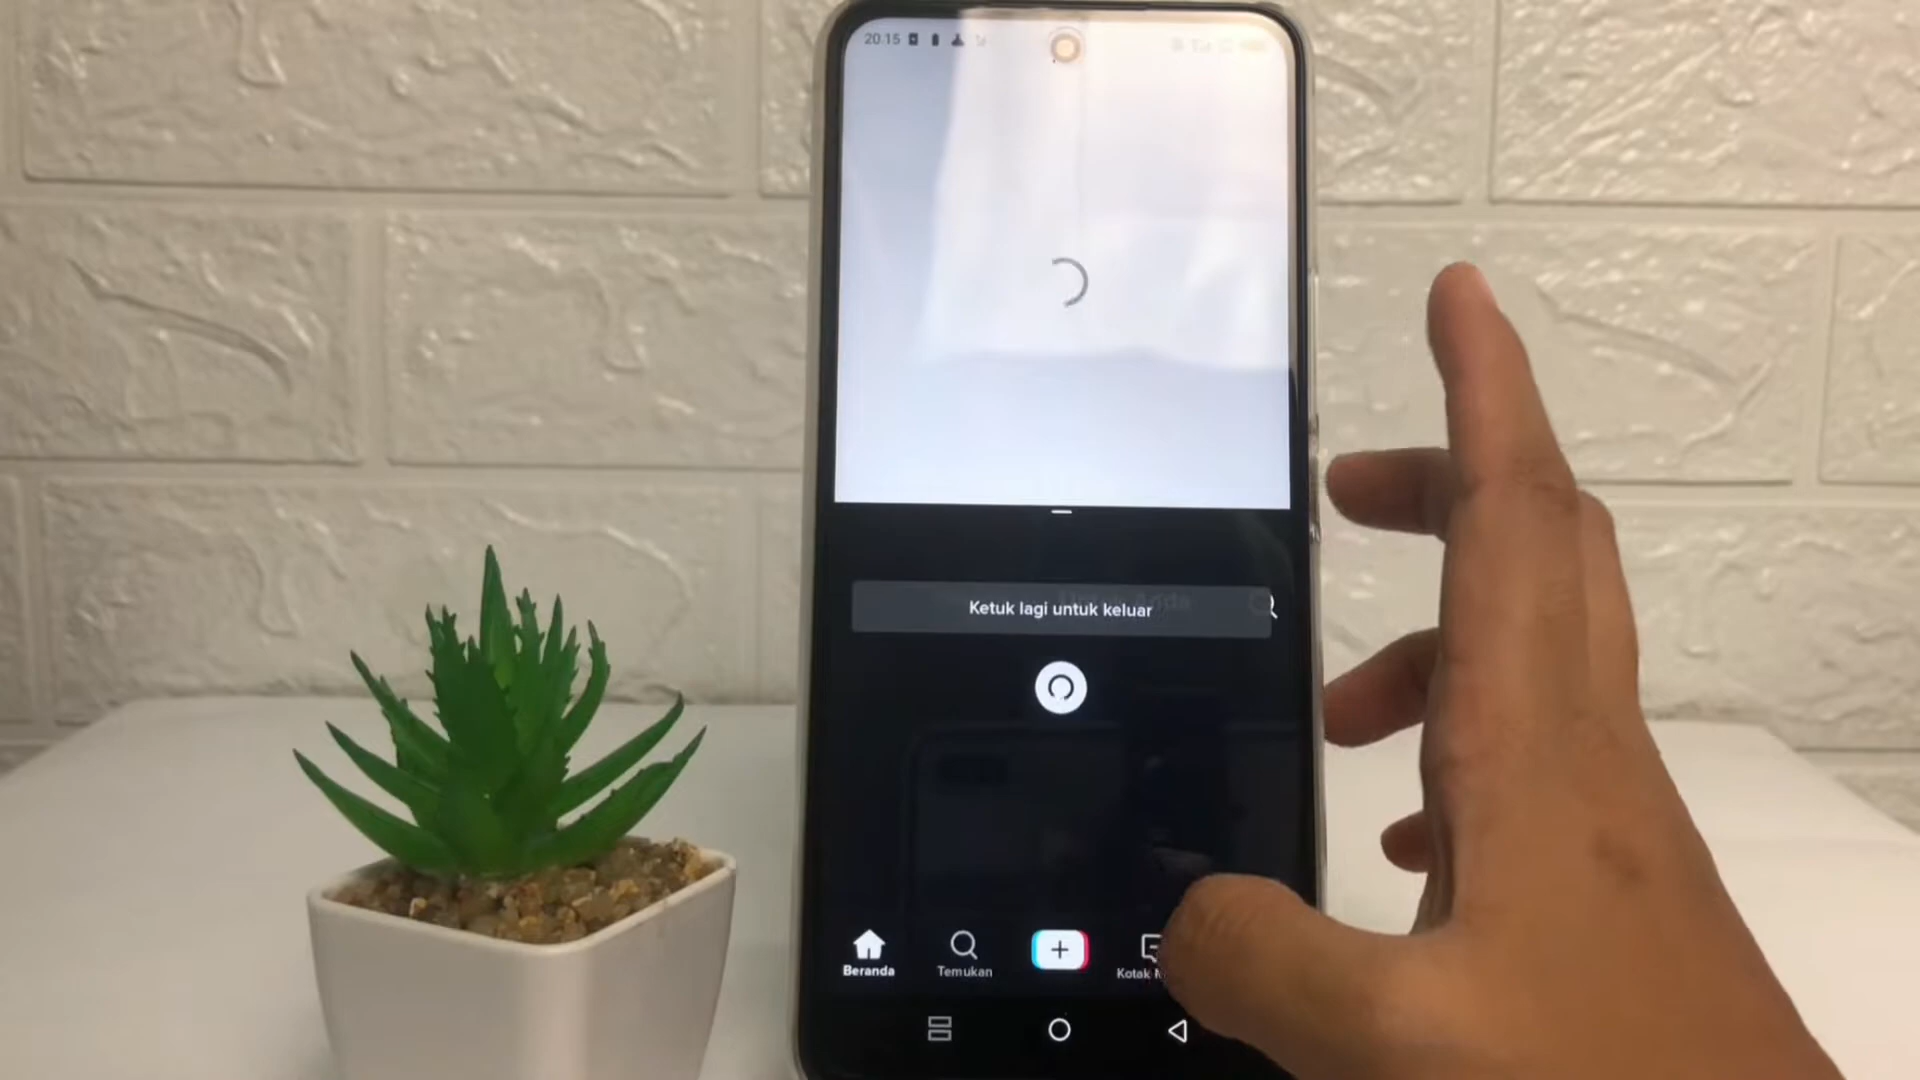 20.15
Ketuk lagi untuk keluar
Beranda
Temukan
Kotak